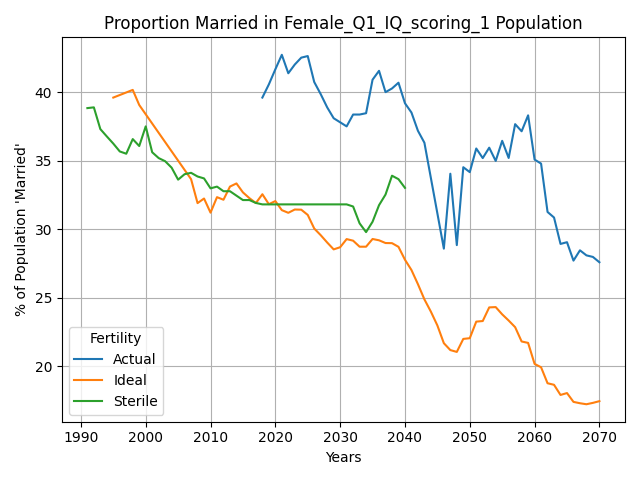 Proportion Married in Female_Q1_IQ_scoring_1 Population
% of Population 'Married'
40
35
30
25
20
Fertility
Actual
Ideal
Sterile
1990 2000 2010 2020 2030 2040 2050 2060 2070
Years